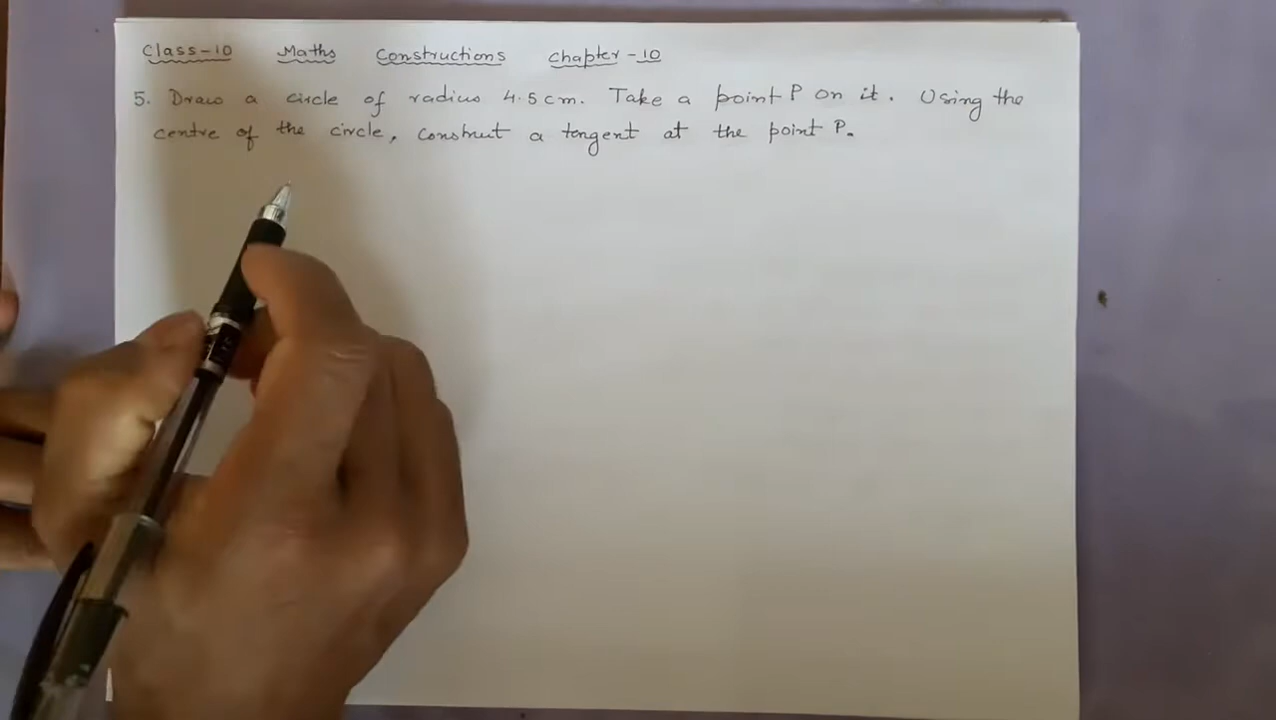 Class-10 Maths Constructions Chapter-10
5. Draw a circle of radius 4.5 cm. Take a point P on it. Using the
centre of the circle, construt a tangent at the point P.